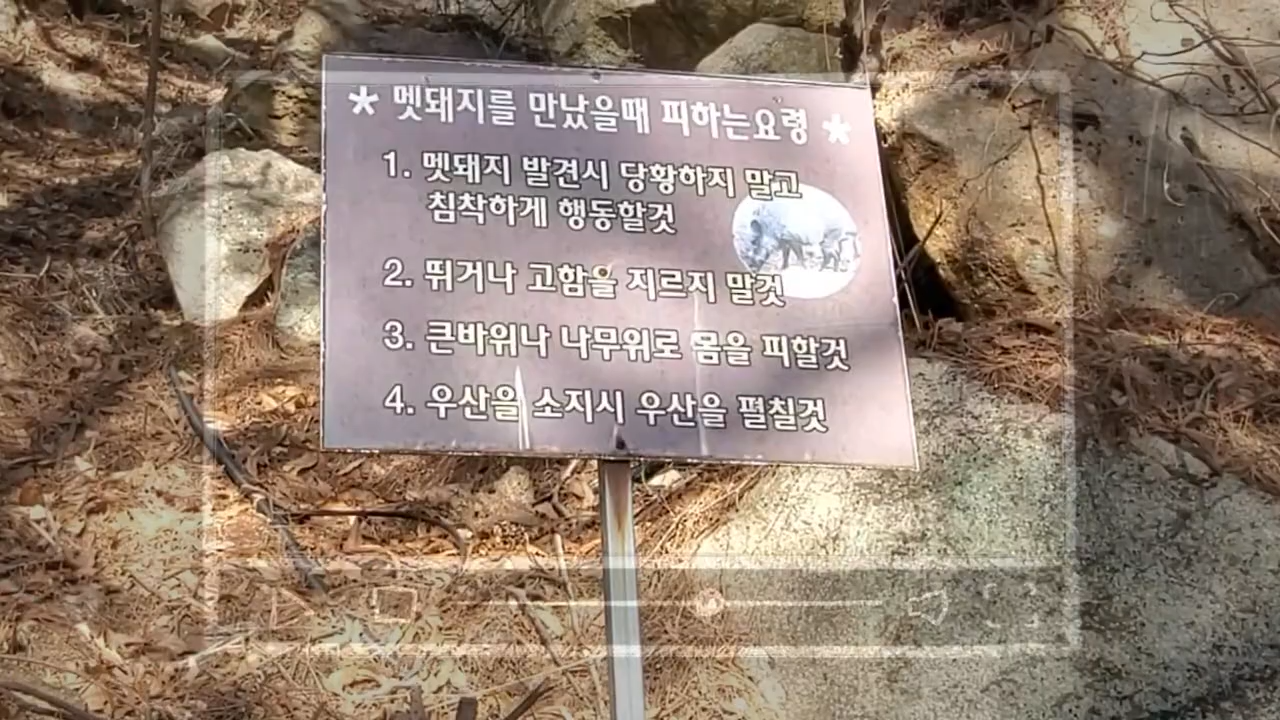 * 멧돼지를 만났을때 피하는요령 *
1. 멧돼지 발견시 당황하지 말고
침착하게 행동할것
2. 뛰거나 고함을 지르지 말것
3. 큰바위나 나무위로 몸을 피할것
4. 우산을 소지시 우산을 펼칠것